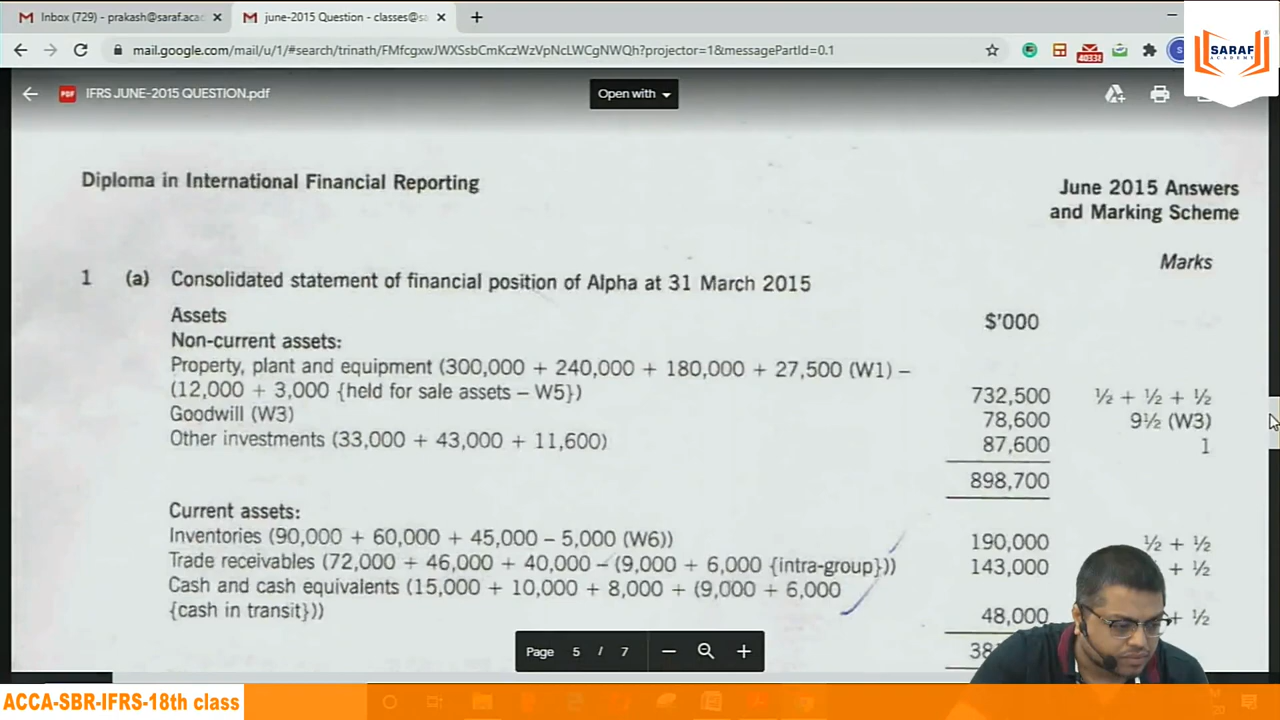 Inbox (729) - prakash@saraf.aca
june-2015 Question - classes@sa
mail.google.com/mail/u/1/#search/trinath/FMfcgxwJWXSsbCmKczWzVpNcLWCgNWQh?projector=1&messagePartId=0.1
40331
S
SARAF
ACADEMY
PDF
IFRS JUNE-2015 QUESTION.pdf
Open with
Diploma in International Financial Reporting
June 2015 Answers
and Marking Scheme
Marks
1 (a) Consolidated statement of financial position of Alpha at 31 March 2015
Assets
$'000
Non-current assets:
Property, plant and equipment (300,000 + 240,000 + 180,000 + 27,500 (W1) –
(12,000 + 3,000 {held for sale assets – W5}) 732,500 ½ + ½ + ½
Goodwill (W3) 78,600 9½ (W3)
Other investments (33,000 + 43,000 + 11,600) 87,600 1
898,700
Current assets:
Inventories (90,000 + 60,000 + 45,000 – 5,000 (W6)) 190,000 ½ + ½
Trade receivables (72,000 + 46,000 + 40,000 – (9,000 + 6,000 {intra-group})) 143,000 + ½
Cash and cash equivalents (15,000 + 10,000 + 8,000 + (9,000 + 6,000
{cash in transit})) 48,000 + ½
Page 5 / 7
38
ACCA-SBR-IFRS-18th class